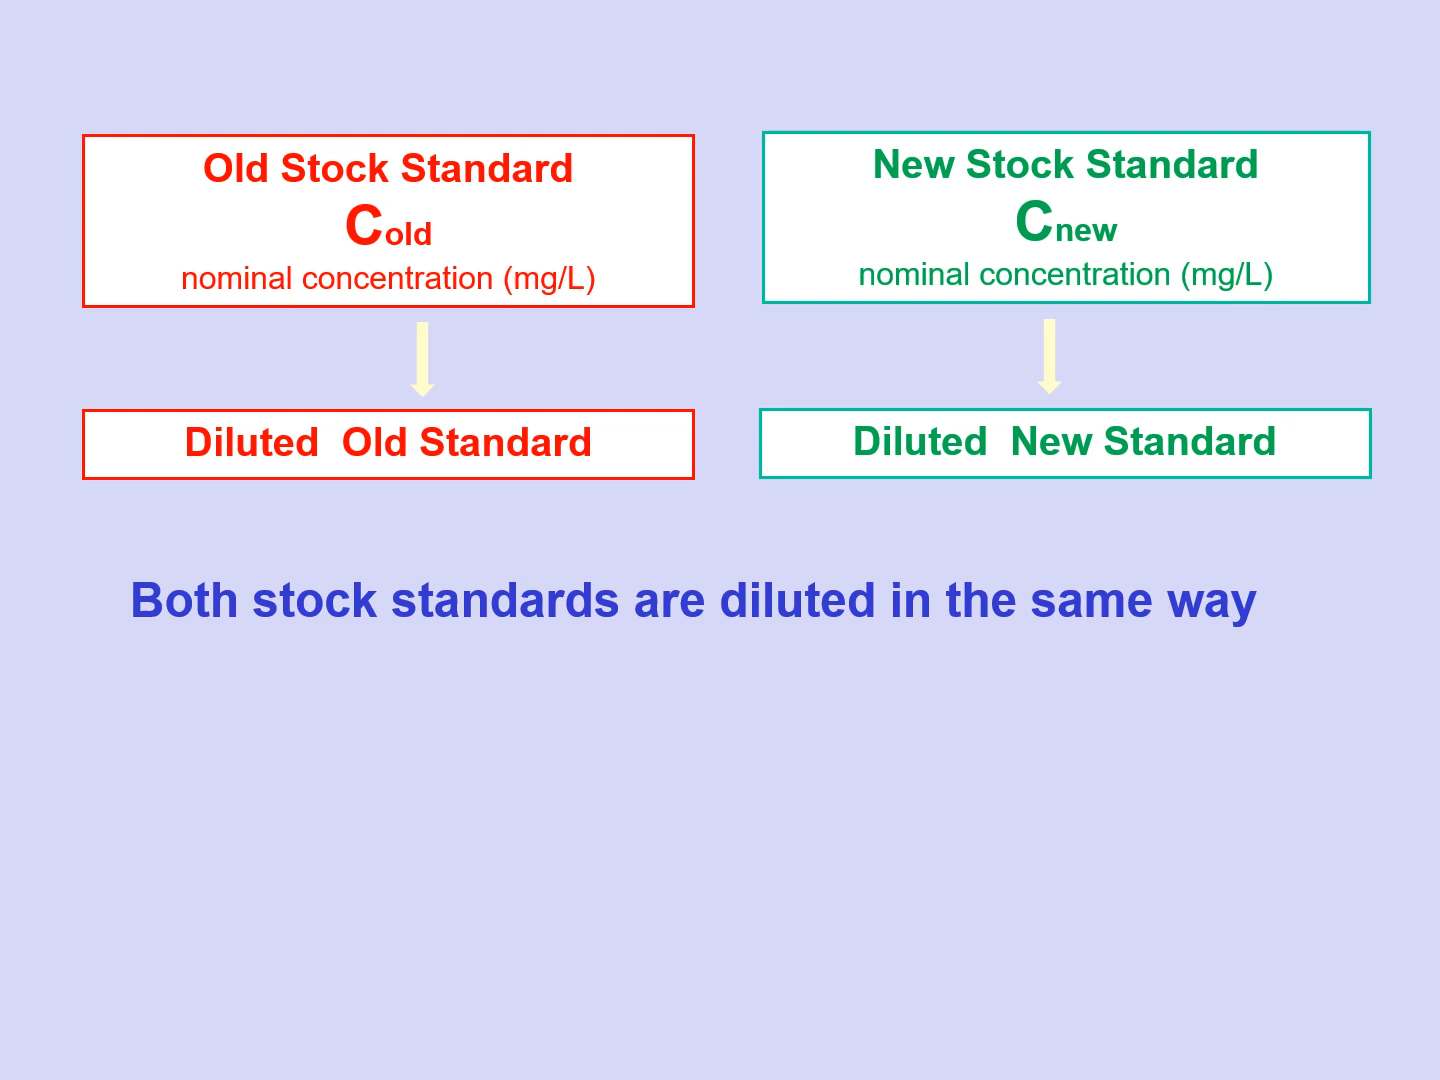 Old Stock Standard
Cold
nominal concentration (mg/L)
New Stock Standard
Cnew
nominal concentration (mg/L)
Diluted  Old Standard
Diluted  New Standard
Both stock standards are diluted in the same way